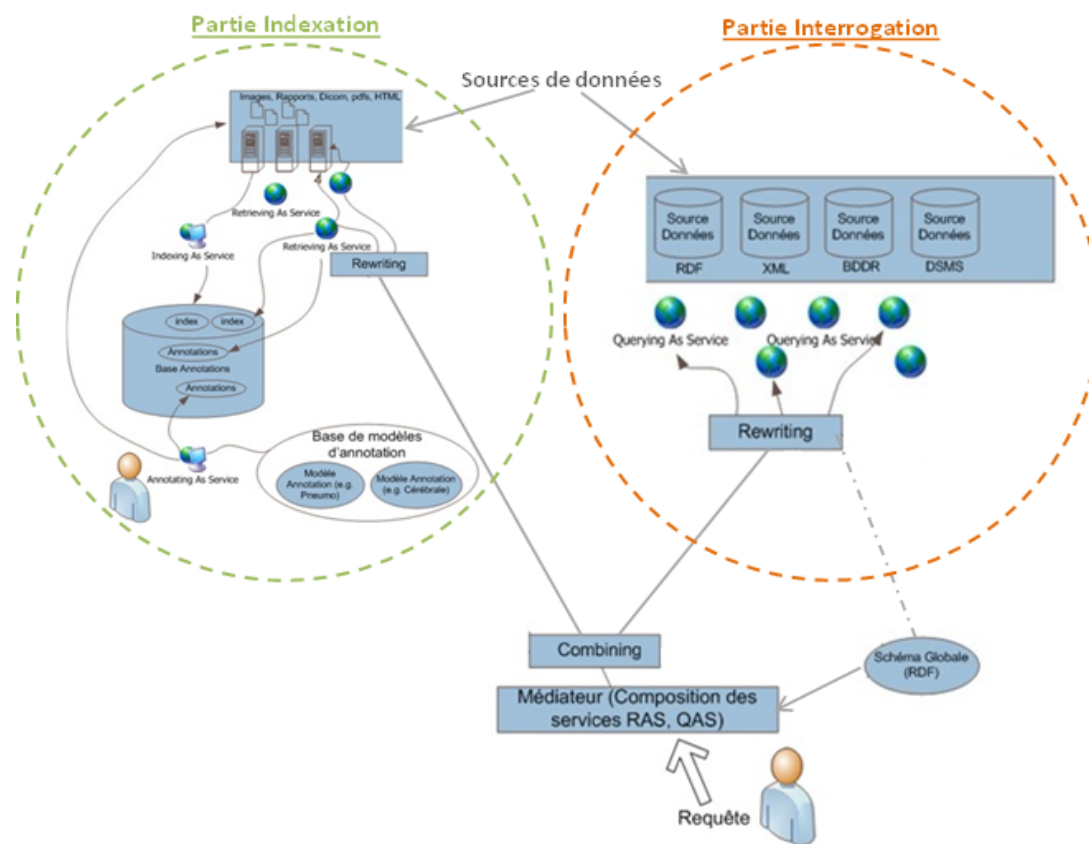 Partie Indexation
Partie Interrogation
Sources de données
Images, Rapports, Dicom, pdfs, HTML
Retrieving As Service
Indexing As Service
Retrieving As Service
Rewriting
index
index
Annotations
Base Annotations
Annotations
Annotating As Service
Base de modèles
d'annotation
Modèle
Annotation (e.g.
Pneumo)
Modèle Annotation
(e.g. Cérébrale)
Source
Données
RDF
Source
Données
XML
Source
Données
BDDR
Source
Données
DSMS
Querying As Service
Querying As Service
Rewriting
Combining
Schéma Globale
(RDF)
Médiateur (Composition des
services RAS, QAS)
Requête